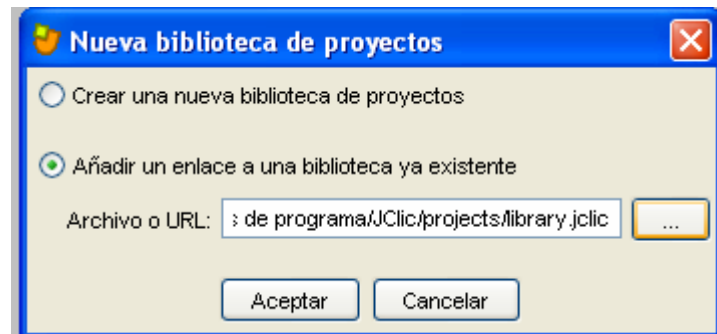 Nueva biblioteca de proyectos
Crear una nueva biblioteca de proyectos
Añadir un enlace a una biblioteca ya existente
Archivo o URL: de programa/JClic/projects/library.jclic ...
Aceptar Cancelar